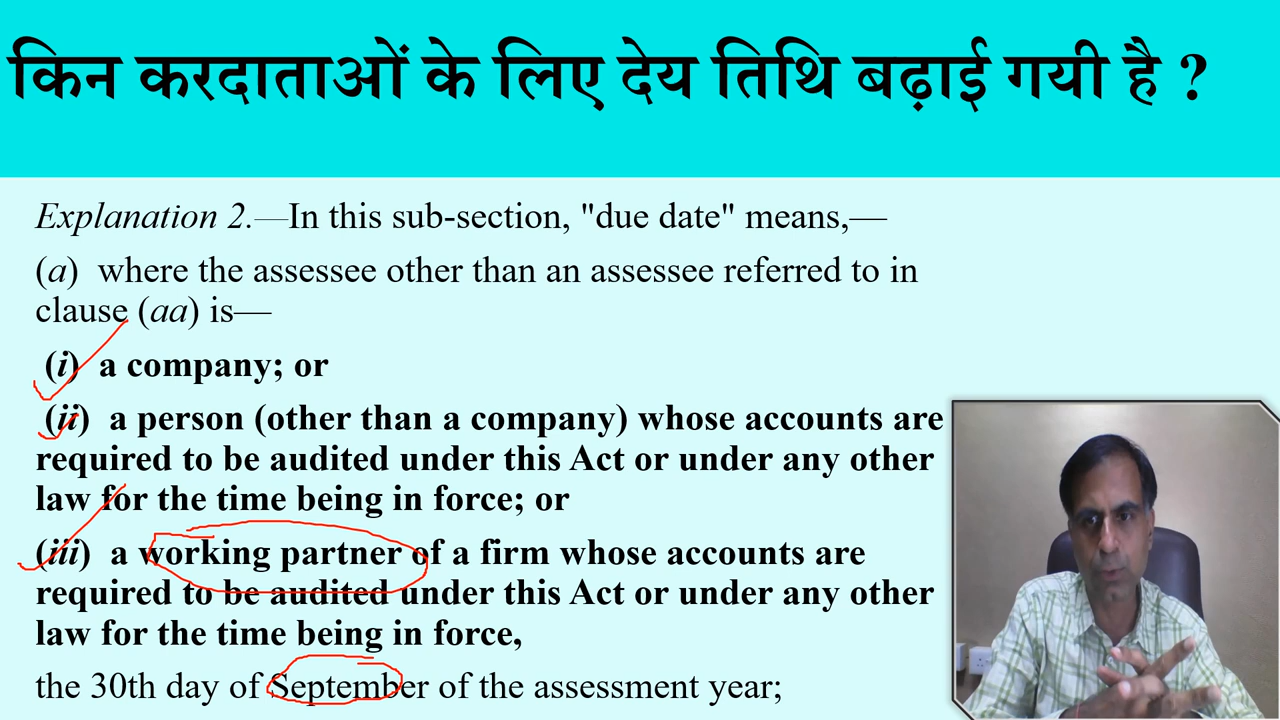 किन करदाताओं के लिए देय तिथि बढ़ाई गयी है ?
Explanation 2.—In this sub-section, "due date" means,—
(a) where the assessee other than an assessee referred to in
clause (aa) is—
(i) a company; or
(ii) a person (other than a company) whose accounts are
required to be audited under this Act or under any other
law for the time being in force; or
(iii) a working partner of a firm whose accounts are
required to be audited under this Act or under any other
law for the time being in force,
the 30th day of September of the assessment year;